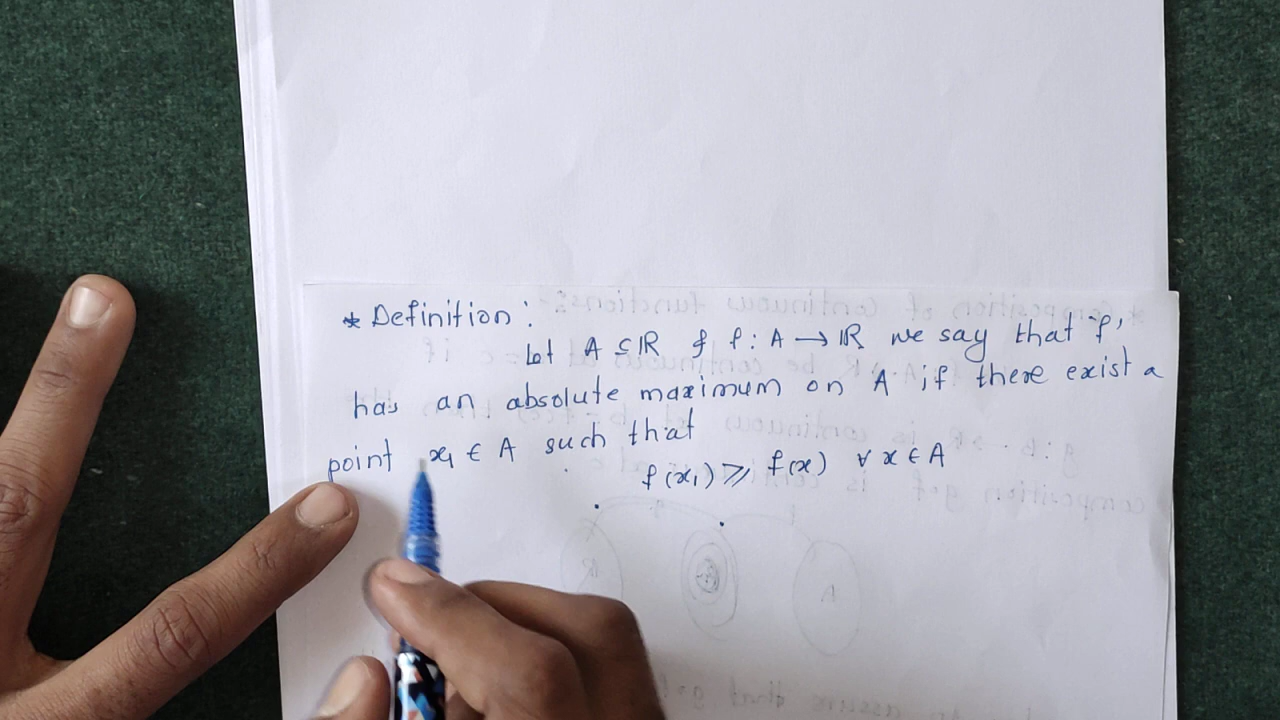 * Definition :
Let A ⊆ ℝ & f : A → ℝ we say that f,
has an absolute maximum on A if there exist a
point x₁ ∈ A such that
f(x₁) ⩾ f(x) ∀ x ∈ A